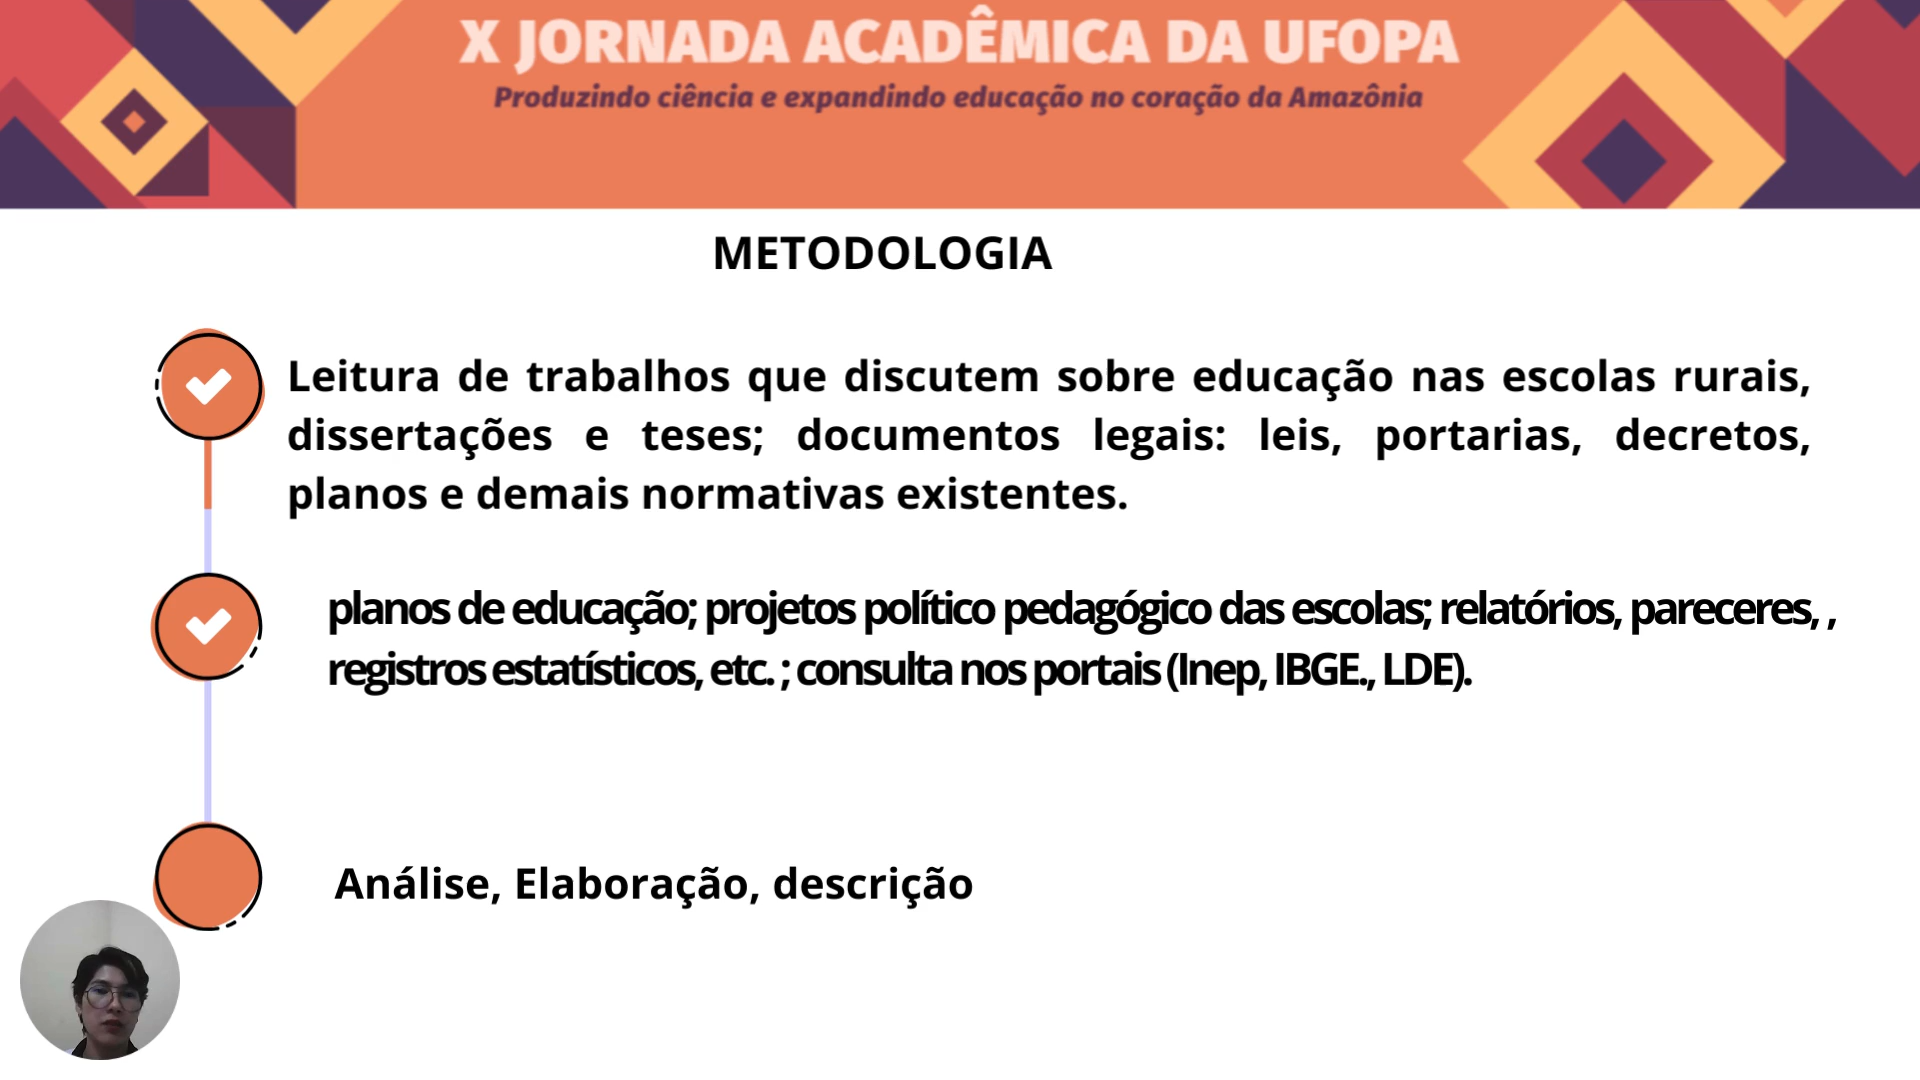 X JORNADA ACADÊMICA DA UFOPA
Produzindo ciência e expandindo educação no coração da Amazônia
METODOLOGIA
Leitura de trabalhos que discutem sobre educação nas escolas rurais,
dissertações e teses; documentos legais: leis, portarias, decretos,
planos e demais normativas existentes.
planos de educação; projetos político pedagógico das escolas; relatórios, pareceres, ,
registros estatísticos, etc. ; consulta nos portais (Inep, IBGE., LDE).
Análise, Elaboração, descrição